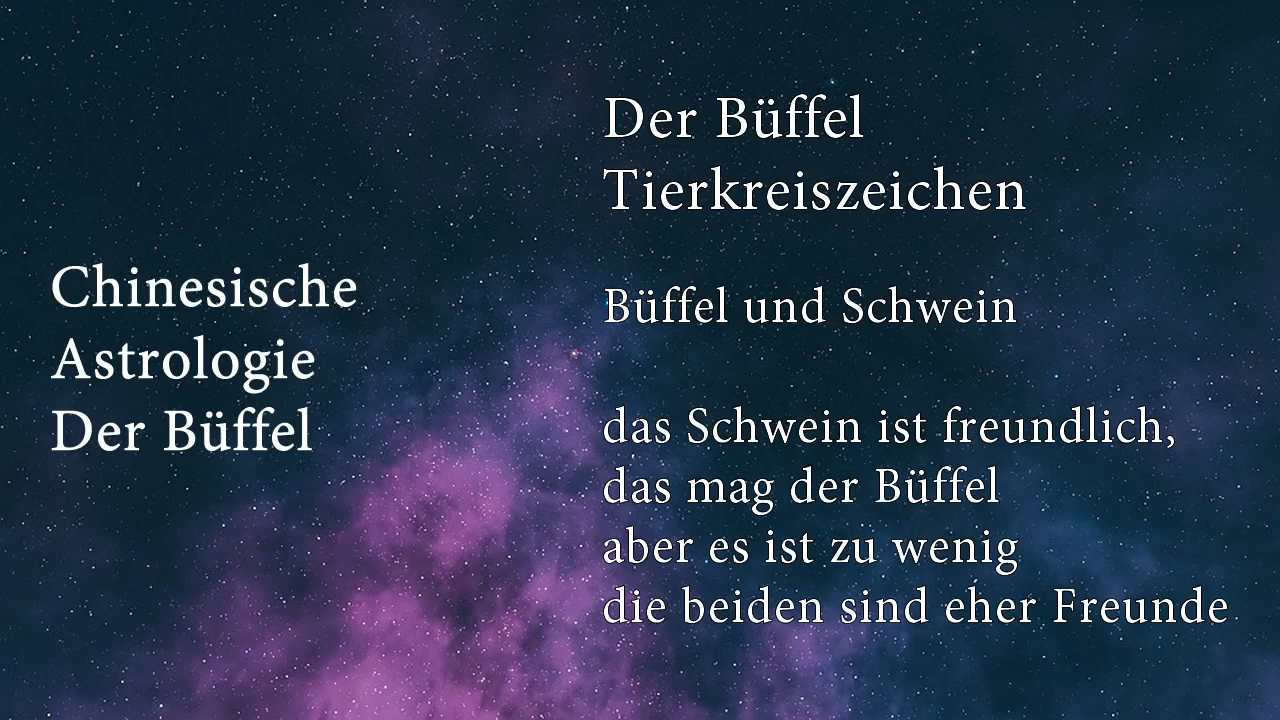 Chinesische
Astrologie
Der Büffel
Der Büffel
Tierkreiszeichen
Büffel und Schwein
das Schwein ist freundlich,
das mag der Büffel
aber es ist zu wenig
die beiden sind eher Freunde